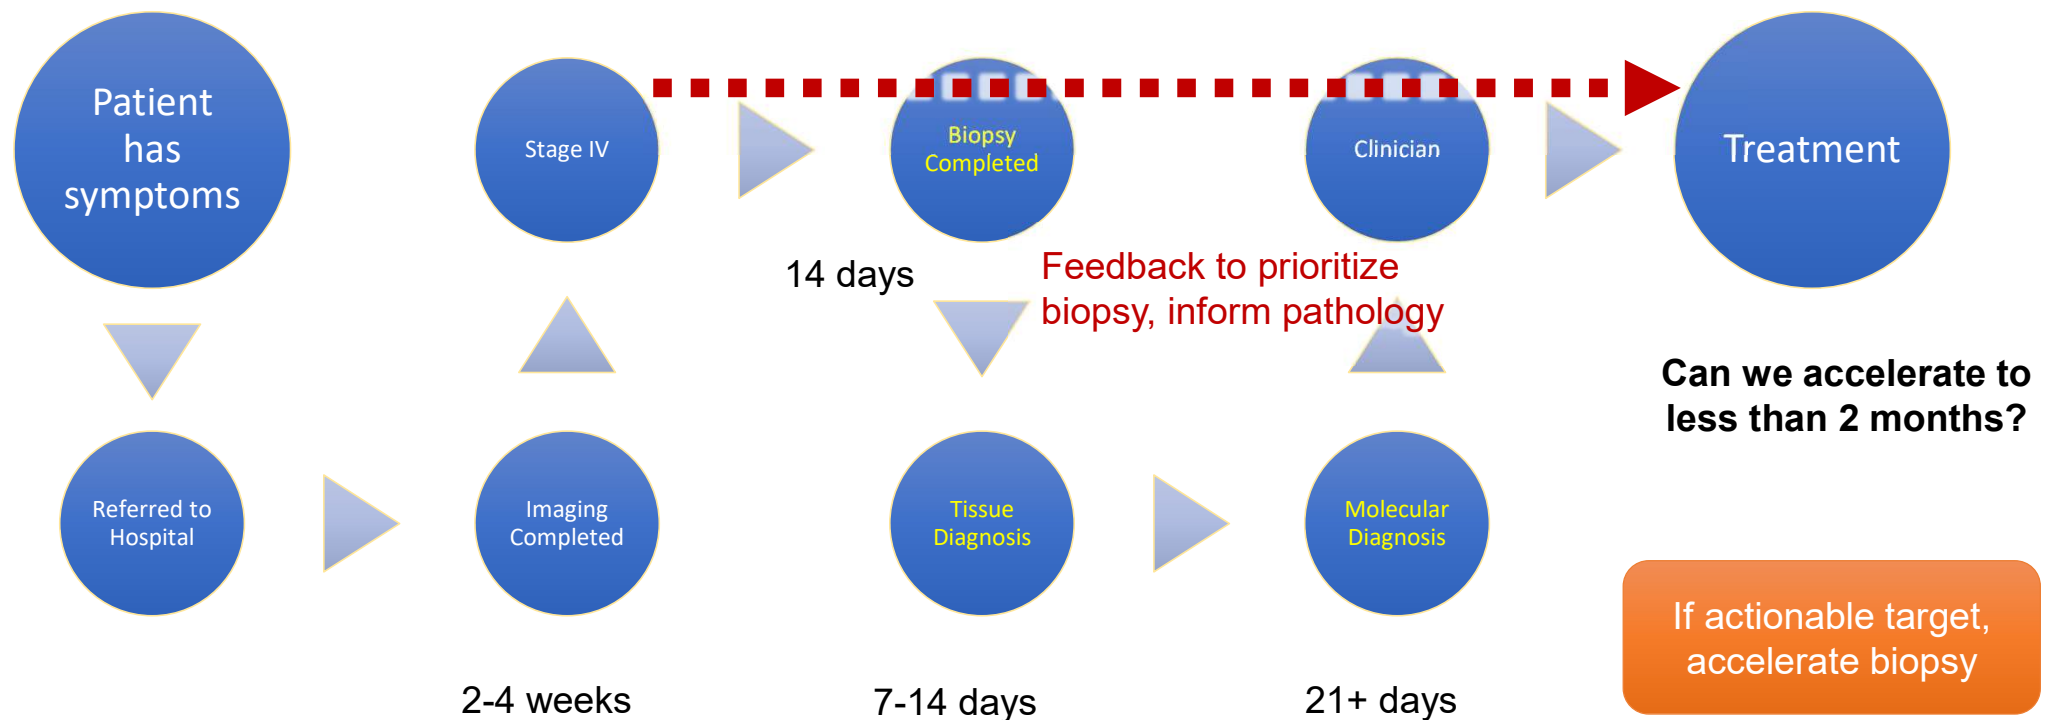 Patient
has
symptoms
Referred to
Hospital
Imaging
Completed
2-4 weeks
Stage IV
14 days
Biopsy
Completed
Feedback to prioritize
biopsy, inform pathology
Tissue
Diagnosis
7-14 days
Molecular
Diagnosis
21+ days
Clinician
Treatment
Can we accelerate to
less than 2 months?
If actionable target,
accelerate biopsy